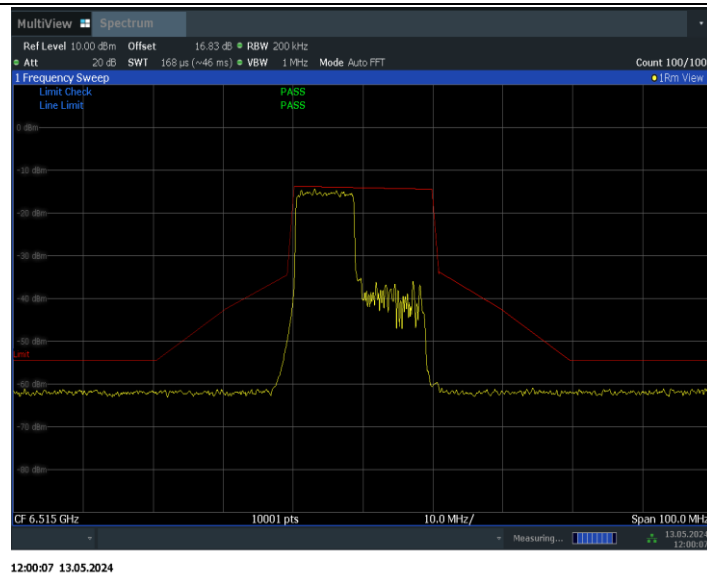 MultiView Spectrum
Ref Level 10.00 dBm Offset 16.83 dB RBW 200 kHz
Att 20 dB SWT 168 µs (~46 ms) VBW 1 MHz Mode Auto FFT Count 100/100
1 Frequency Sweep 1Rm View
Limit Check PASS
Line Limit PASS
0 dBm
-10 dBm
-20 dBm
-30 dBm
-40 dBm
-50 dBm
Limit
-60 dBm
-70 dBm
-80 dBm
CF 6.515 GHz 10001 pts 10.0 MHz/ Span 100.0 MHz
Measuring... 13.05.2024
12:00:07
12:00:07 13.05.2024